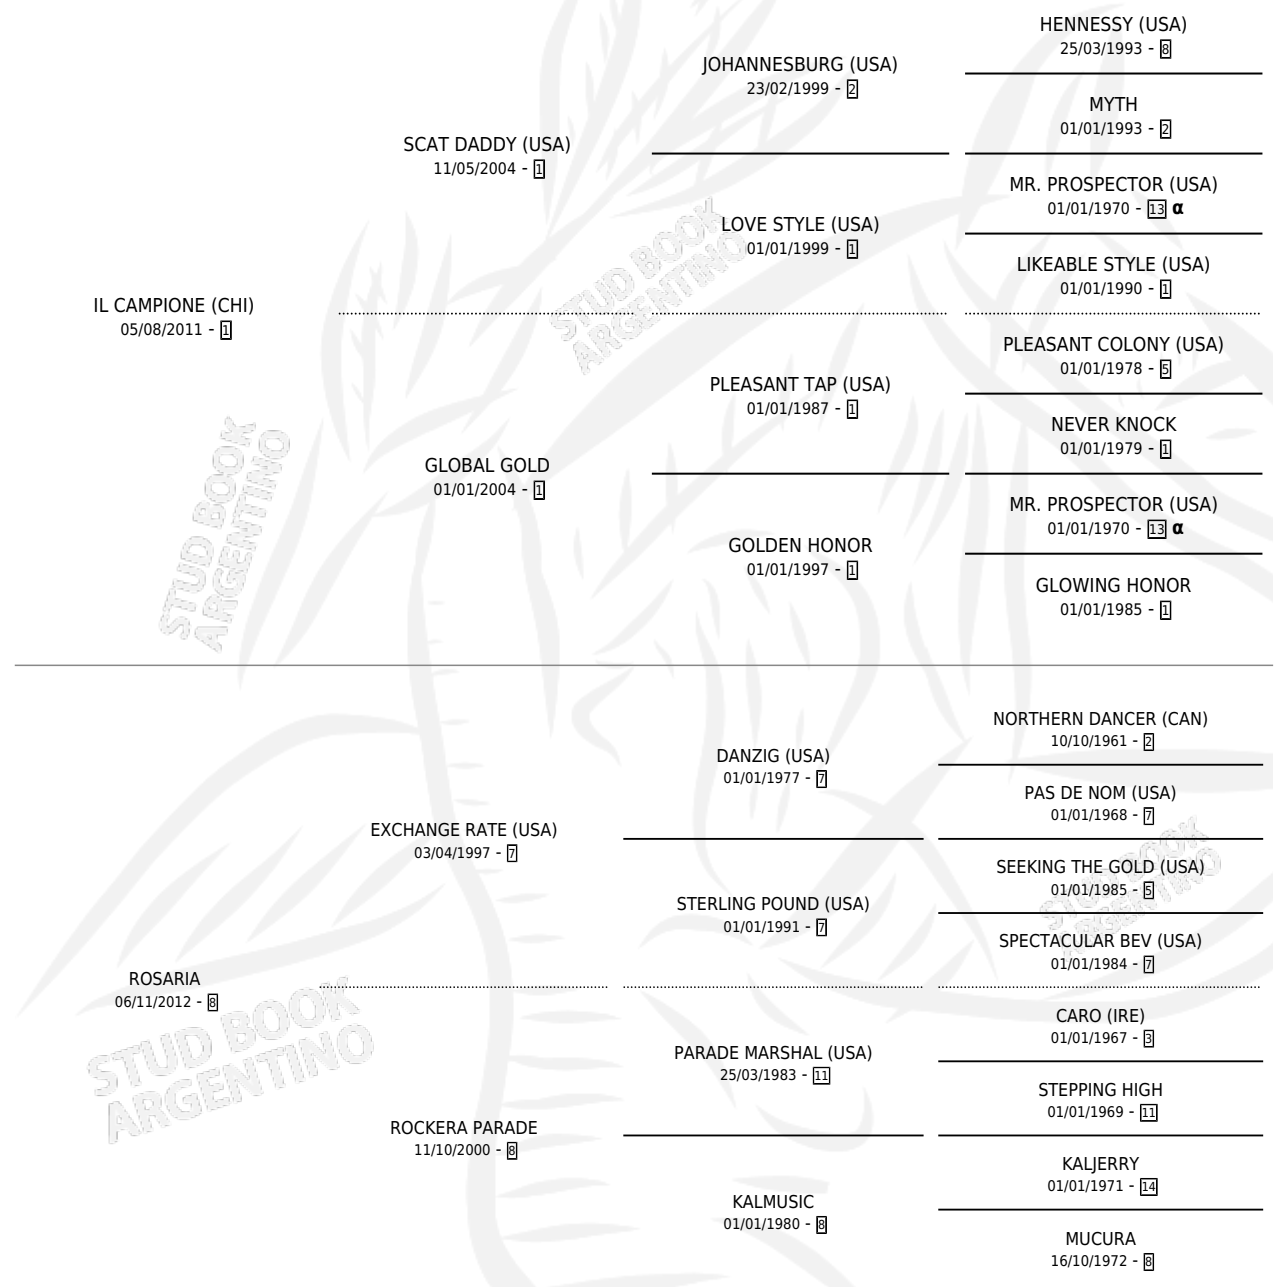 HENNESSY (USA)
25/03/1993 - 8
JOHANNESBURG (USA)
23/02/1999 - 2
MYTH
01/01/1993 - 2
SCAT DADDY (USA)
11/05/2004 - 1
MR. PROSPECTOR (USA)
01/01/1970 - 13 α
LOVE STYLE (USA)
01/01/1999 - 1
LIKEABLE STYLE (USA)
01/01/1990 - 1
IL CAMPIONE (CHI)
05/08/2011 - 1
PLEASANT COLONY (USA)
01/01/1978 - 5
PLEASANT TAP (USA)
01/01/1987 - 1
NEVER KNOCK
01/01/1979 - 1
GLOBAL GOLD
01/01/2004 - 1
MR. PROSPECTOR (USA)
01/01/1970 - 13 α
GOLDEN HONOR
01/01/1997 - 1
GLOWING HONOR
01/01/1985 - 1
NORTHERN DANCER (CAN)
10/10/1961 - 2
DANZIG (USA)
01/01/1977 - 7
PAS DE NOM (USA)
01/01/1968 - 7
EXCHANGE RATE (USA)
03/04/1997 - 7
SEEKING THE GOLD (USA)
01/01/1985 - 5
STERLING POUND (USA)
01/01/1991 - 7
SPECTACULAR BEV (USA)
01/01/1984 - 7
ROSARIA
06/11/2012 - 8
CARO (IRE)
01/01/1967 - 3
PARADE MARSHAL (USA)
25/03/1983 - 11
STEPPING HIGH
01/01/1969 - 11
ROCKERA PARADE
11/10/2000 - 8
KALJERRY
01/01/1971 - 14
KALMUSIC
01/01/1980 - 8
MUCURA
16/10/1972 - 8
STUD BOOK
ARGENTINO
STUD BOOK
ARGENTINO
STUD BOOK
ARGENTINO
STUD BOOK
ARGENTINO